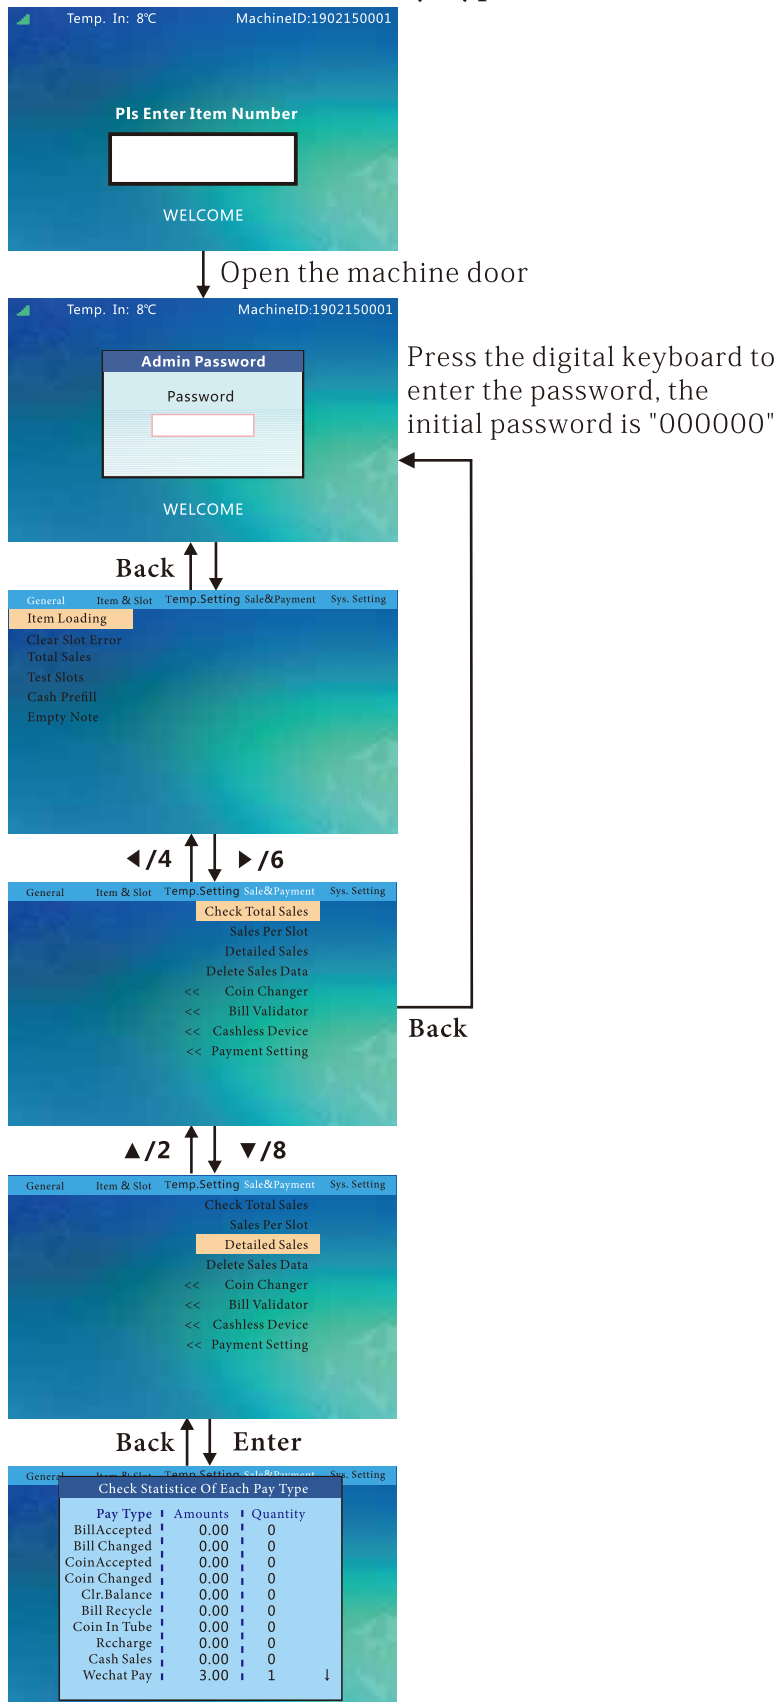 Temp. In: 8℃ MachineID:1902150001
Pls Enter Item Number
WELCOME
Open the machine door
Temp. In: 8℃ MachineID:1902150001
Admin Password
Password
WELCOME
Press the digital keyboard to
enter the password, the
initial password is "000000"
Back
General Item & Slot Temp.Setting Sale&Payment Sys. Setting
Item Loading
Clear Slot Error
Total Sales
Test Slots
Cash Prefill
Empty Note
◀/4 ▶/6
General Item & Slot Temp.Setting Sale&Payment Sys. Setting
Check Total Sales
Sales Per Slot
Detailed Sales
Delete Sales Data
<< Coin Changer
<< Bill Validator
<< Cashless Device
<< Payment Setting
Back
▲/2 ▼/8
General Item & Slot Temp.Setting Sale&Payment Sys. Setting
Check Total Sales
Sales Per Slot
Detailed Sales
Delete Sales Data
<< Coin Changer
<< Bill Validator
<< Cashless Device
<< Payment Setting
Back Enter
General Item & Slot Temp.Setting Sale&Payment Sys. Setting
Check Statistice Of Each Pay Type
Pay Type Amounts Quantity
BillAccepted 0.00 0
Bill Changed 0.00 0
CoinAccepted 0.00 0
Coin Changed 0.00 0
Clr.Balance 0.00 0
Bill Recycle 0.00 0
Coin In Tube 0.00 0
Rccharge 0.00 0
Cash Sales 0.00 0
Wechat Pay 3.00 1 ↓